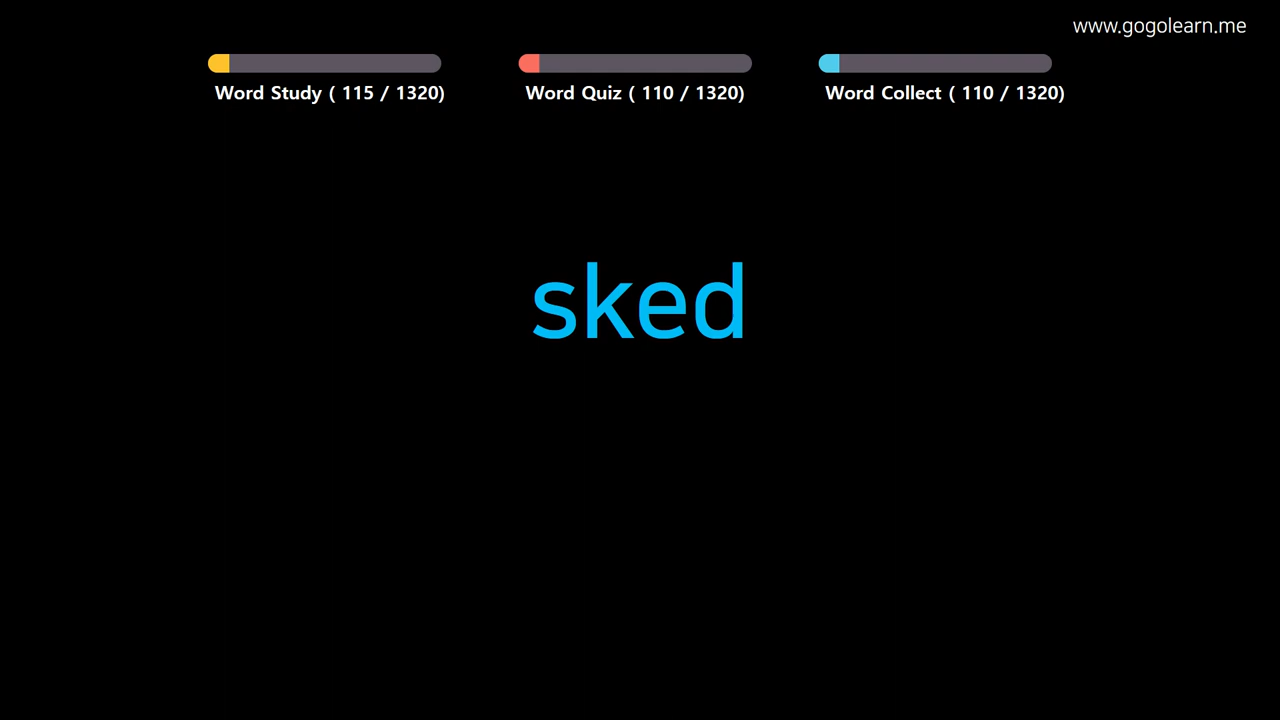 www.gogolearn.me
Word Study ( 115 / 1320)
Word Quiz ( 110 / 1320)
Word Collect ( 110 / 1320)
sked